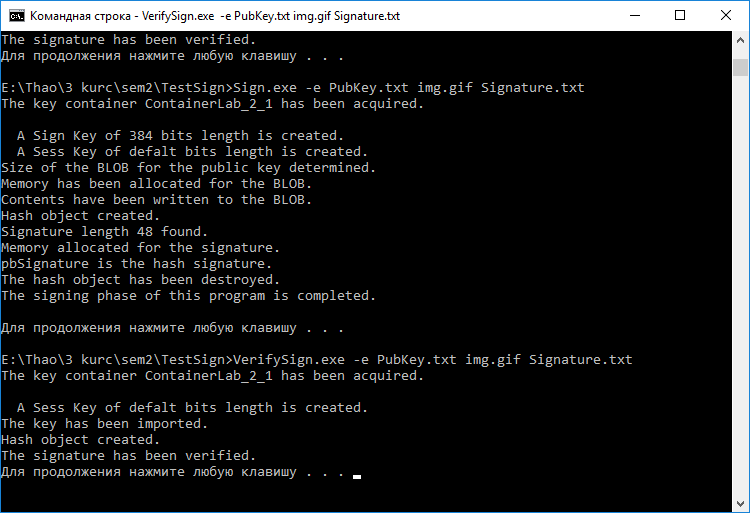 Командная строка - VerifySign.exe -e PubKey.txt img.gif Signature.txt
The signature has been verified.
Для продолжения нажмите любую клавишу . . .
E:\Thao\3 kurc\sem2\TestSign>Sign.exe -e PubKey.txt img.gif Signature.txt
The key container ContainerLab_2_1 has been acquired.
A Sign Key of 384 bits length is created.
A Sess Key of defalt bits length is created.
Size of the BLOB for the public key determined.
Memory has been allocated for the BLOB.
Contents have been written to the BLOB.
Hash object created.
Signature length 48 found.
Memory allocated for the signature.
pbSignature is the hash signature.
The hash object has been destroyed.
The signing phase of this program is completed.
Для продолжения нажмите любую клавишу . . .
E:\Thao\3 kurc\sem2\TestSign>VerifySign.exe -e PubKey.txt img.gif Signature.txt
The key container ContainerLab_2_1 has been acquired.
A Sess Key of defalt bits length is created.
The key has been imported.
Hash object created.
The signature has been verified.
Для продолжения нажмите любую клавишу . . .